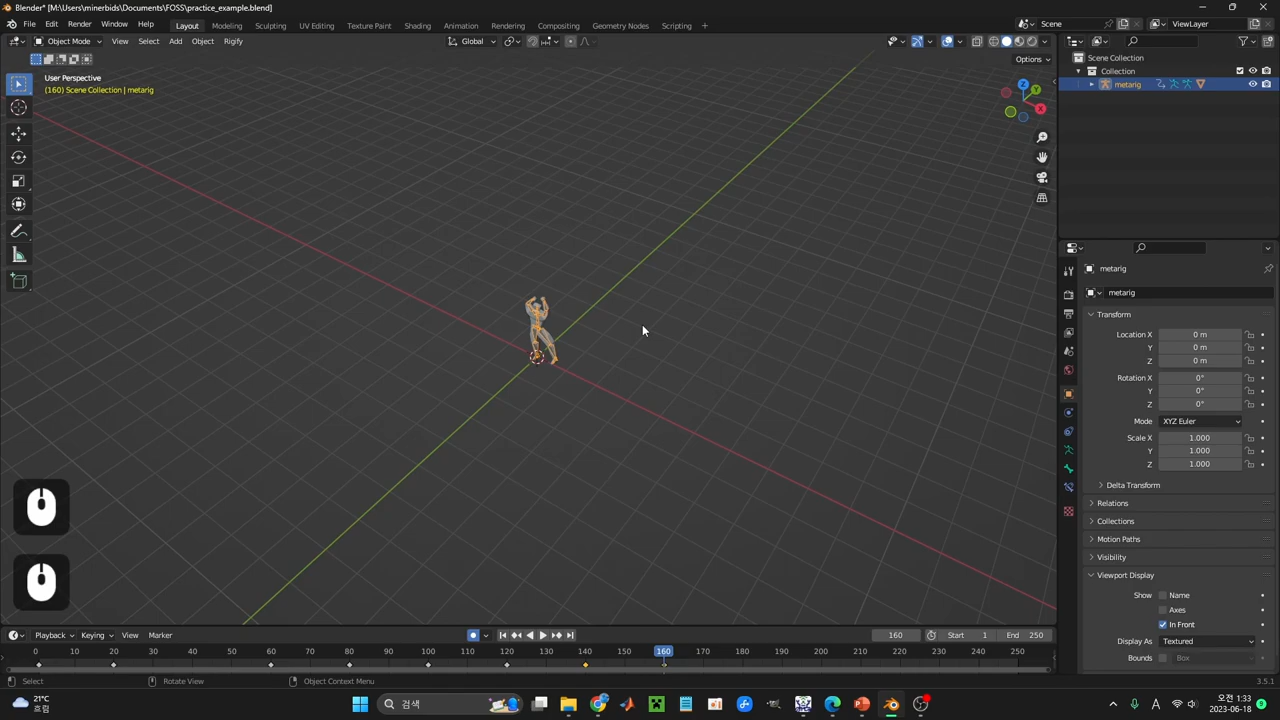 Blender* [M:\Users\minerbids\Documents\FOSS\practice_example.blend]
File Edit Render Window Help Layout Modeling Sculpting UV Editing Texture Paint Shading Animation Rendering Compositing Geometry Nodes Scripting + Scene ViewLayer
Object Mode View Select Add Object Rigify Global
Options
User Perspective
(160) Scene Collection | metarig
Z
Y
X
Scene Collection
Collection
metarig
metarig
metarig
Transform
Location X 0 m
Y 0 m
Z 0 m
Rotation X 0°
Y 0°
Z 0°
Mode XYZ Euler
Scale X 1.000
Y 1.000
Z 1.000
Delta Transform
Relations
Collections
Motion Paths
Visibility
Viewport Display
Show Name
Axes
In Front
Display As Textured
Bounds Box
Playback Keying View Marker 160 Start 1 End 250
0 10 20 30 40 50 60 70 80 90 100 110 120 130 140 150 160 170 180 190 200 210 220 230 240 250
Select Rotate View Object Context Menu 3.5.1
21°C
흐림
검색
A
오전 1:33
2023-06-18